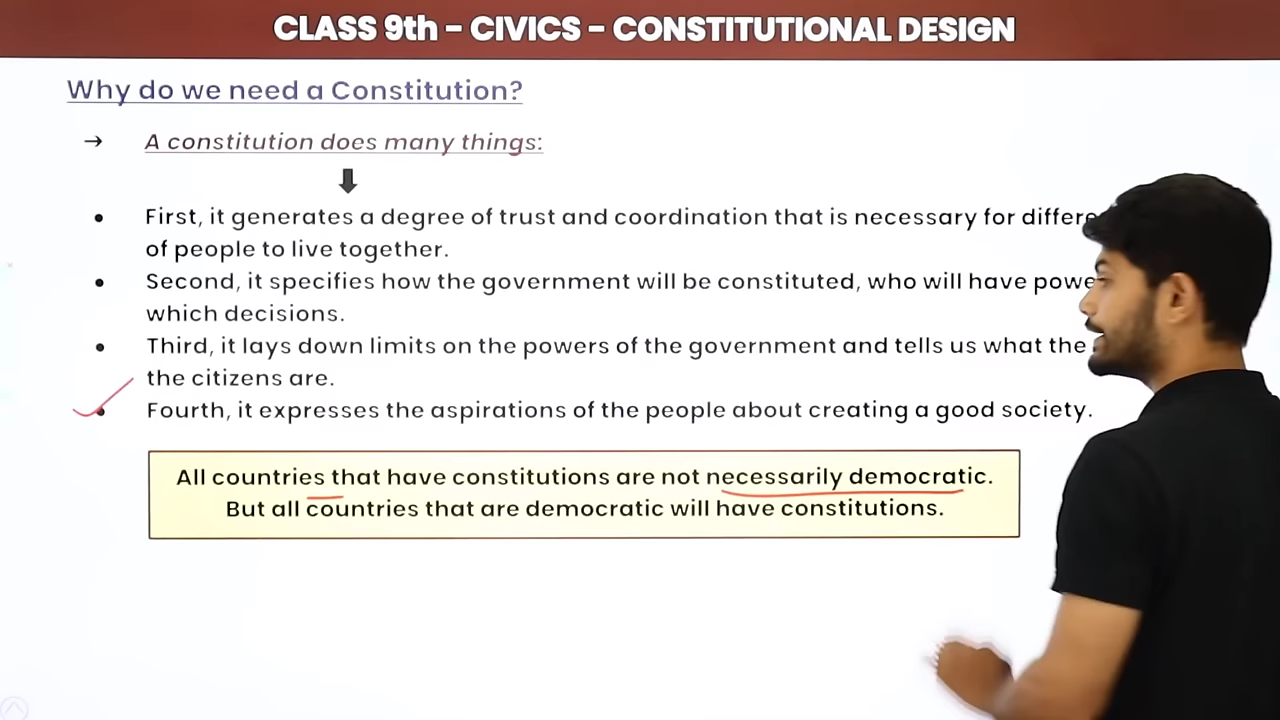 CLASS 9th – CIVICS – CONSTITUTIONAL DESIGN
Why do we need a Constitution?
→ A constitution does many things:
• First, it generates a degree of trust and coordination that is necessary for
of people to live together.
• Second, it specifies how the government will be constituted, who will have
which decisions.
• Third, it lays down limits on the powers of the government and tells us what the
the citizens are.
• Fourth, it expresses the aspirations of the people about creating a good society.
All countries that have constitutions are not necessarily democratic.
But all countries that are democratic will have constitutions.